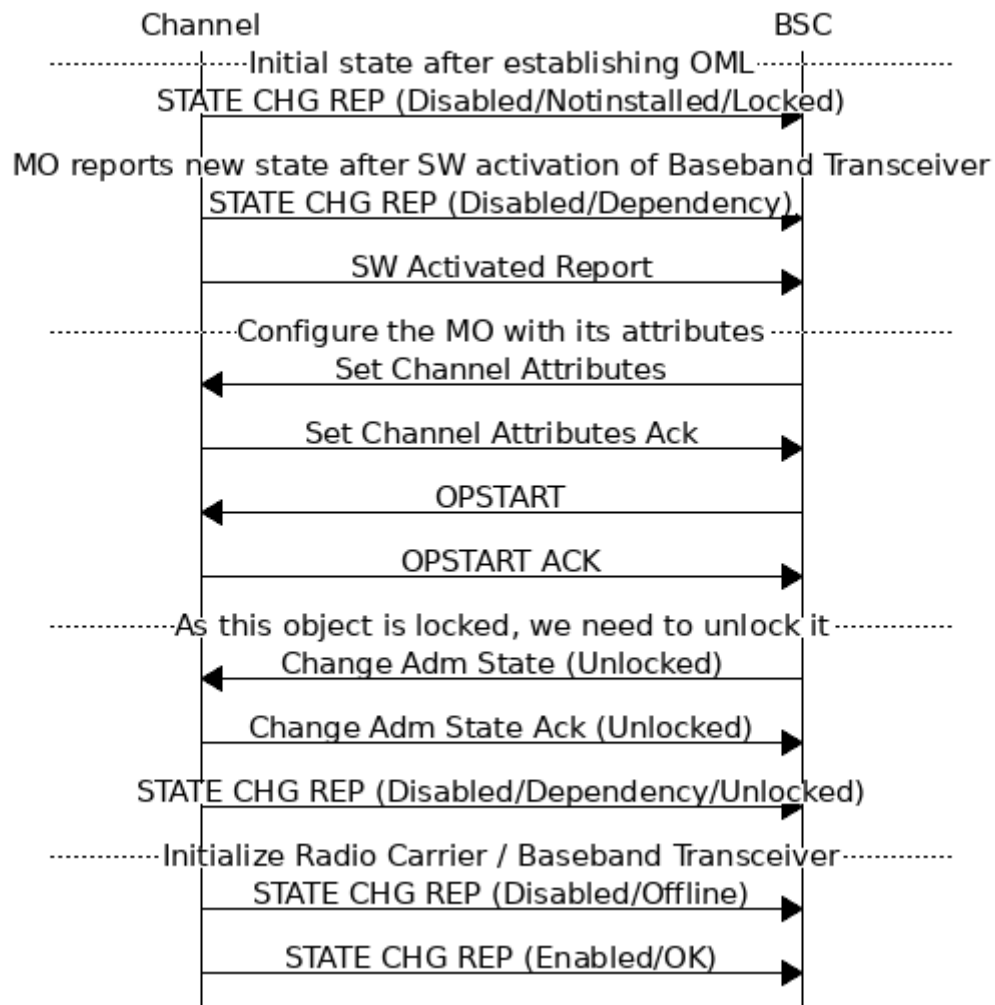 Channel BSC
Initial state after establishing OML
STATE CHG REP (Disabled/Notinstalled/Locked)
MO reports new state after SW activation of Baseband Transceiver
STATE CHG REP (Disabled/Dependency)
SW Activated Report
Configure the MO with its attributes
Set Channel Attributes
Set Channel Attributes Ack
OPSTART
OPSTART ACK
As this object is locked, we need to unlock it
Change Adm State (Unlocked)
Change Adm State Ack (Unlocked)
STATE CHG REP (Disabled/Dependency/Unlocked)
Initialize Radio Carrier / Baseband Transceiver
STATE CHG REP (Disabled/Offline)
STATE CHG REP (Enabled/OK)